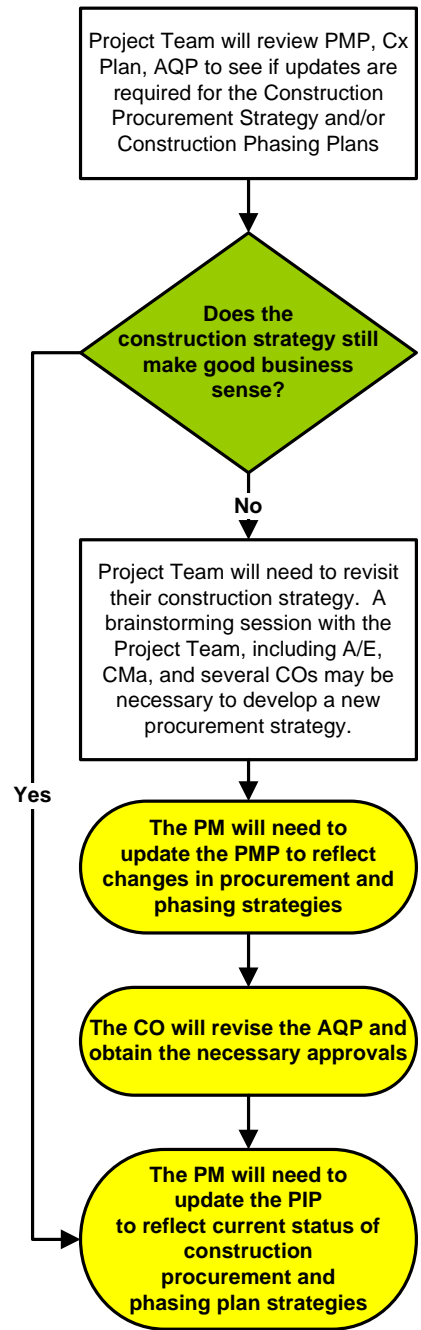 Project Team will review PMP, Cx
Plan, AQP to see if updates are
required for the Construction
Procurement Strategy and/or
Construction Phasing Plans
Does the
construction strategy still
make good business
sense?
No
Project Team will need to revisit
their construction strategy.  A
brainstorming session with the
Project Team, including A/E,
CMa, and several COs may be
necessary to develop a new
procurement strategy.
Yes
The PM will need to
update the PMP to reflect
changes in procurement and
phasing strategies
The CO will revise the AQP and
obtain the necessary approvals
The PM will need to
update the PIP
to reflect current status of
construction
procurement and
phasing plan strategies